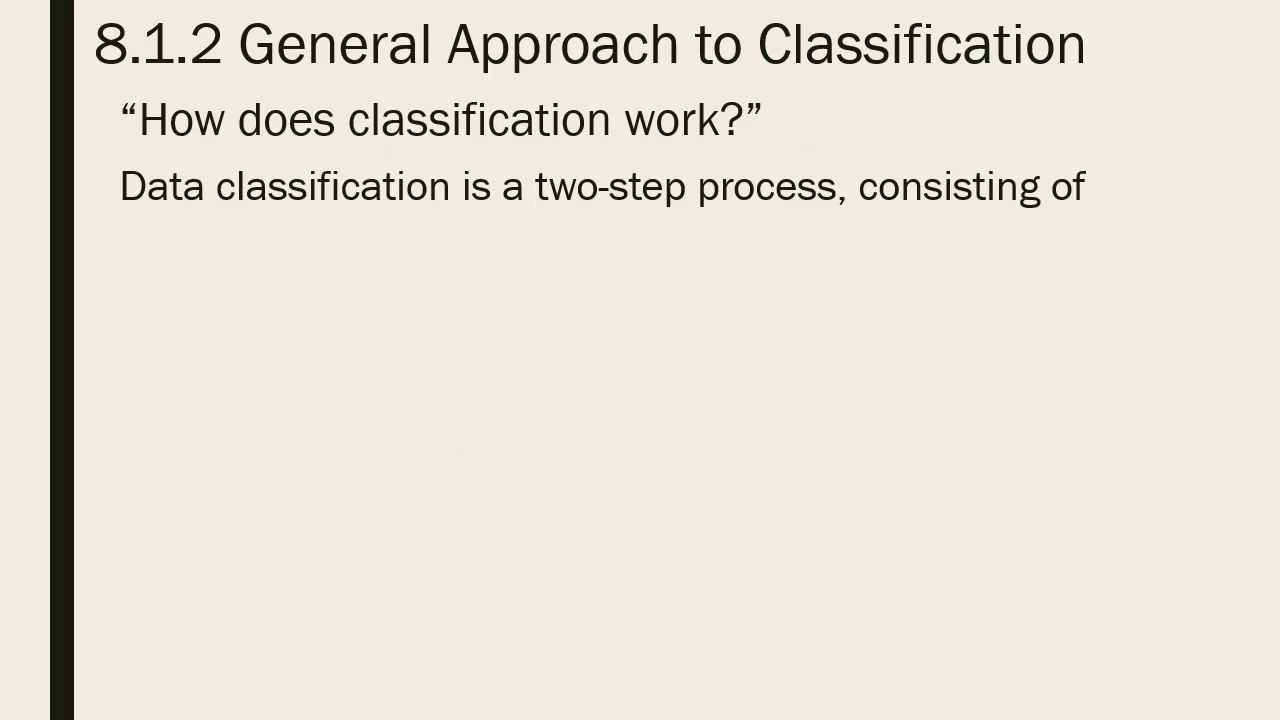 8.1.2 General Approach to Classification
“How does classification work?”
Data classification is a two-step process, consisting of